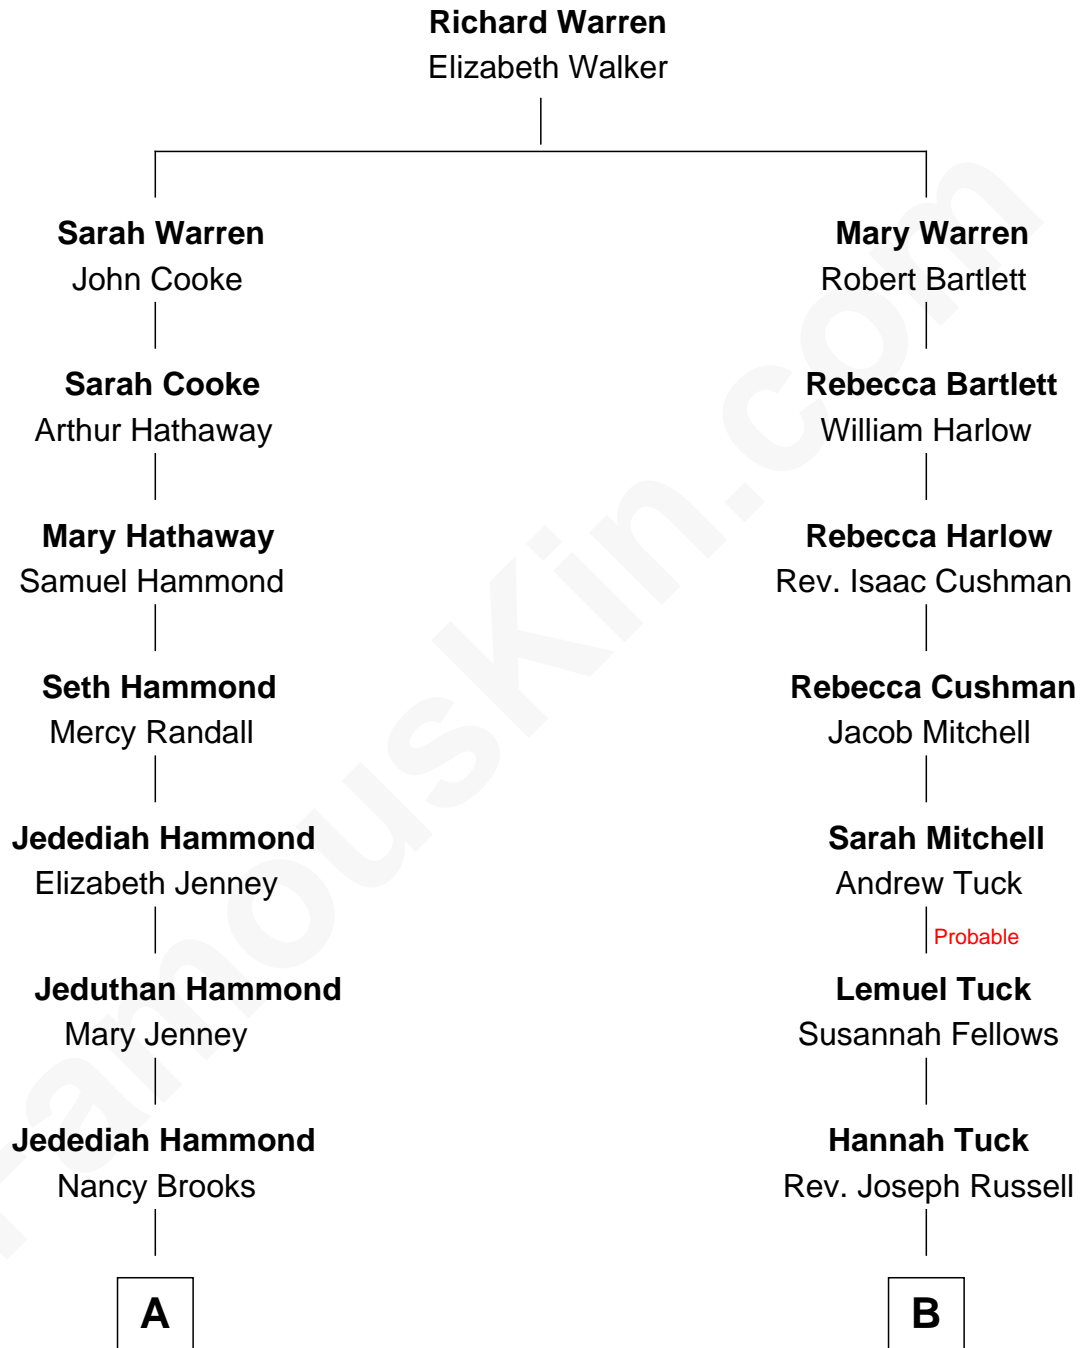 Richard Warren
Elizabeth Walker
Sarah Warren
John Cooke
Sarah Cooke
Arthur Hathaway
Mary Hathaway
Samuel Hammond
Seth Hammond
Mercy Randall
Jedediah Hammond
Elizabeth Jenney
Jeduthan Hammond
Mary Jenney
Jedediah Hammond
Nancy Brooks
A
Mary Warren
Robert Bartlett
Rebecca Bartlett
William Harlow
Rebecca Harlow
Rev. Isaac Cushman
Rebecca Cushman
Jacob Mitchell
Sarah Mitchell
Andrew Tuck
Probable
Lemuel Tuck
Susannah Fellows
Hannah Tuck
Rev. Joseph Russell
B
FamousKin.com